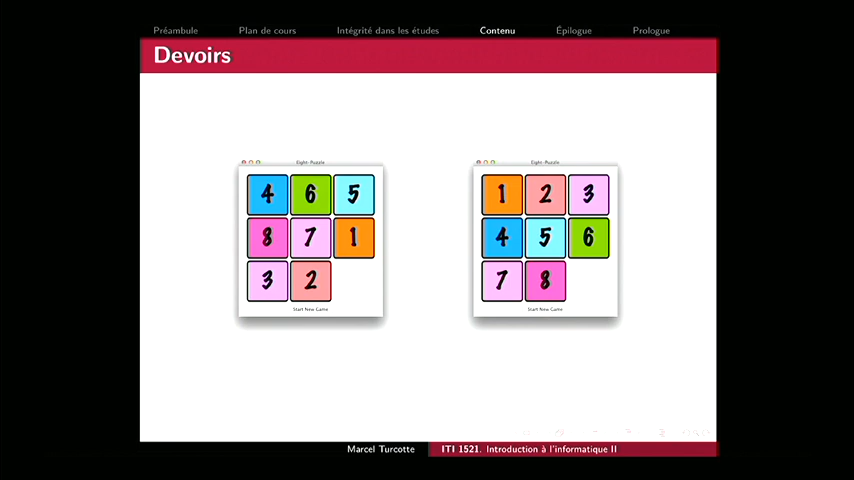 Préambule Plan de cours Intégrité dans les études Contenu Épilogue Prologue
Devoirs
Eight-Puzzle
4 6 5
8 7 1
3 2
Start New Game
Eight-Puzzle
1 2 3
4 5 6
7 8
Start New Game
Marcel Turcotte ITI 1521. Introduction à l'informatique II